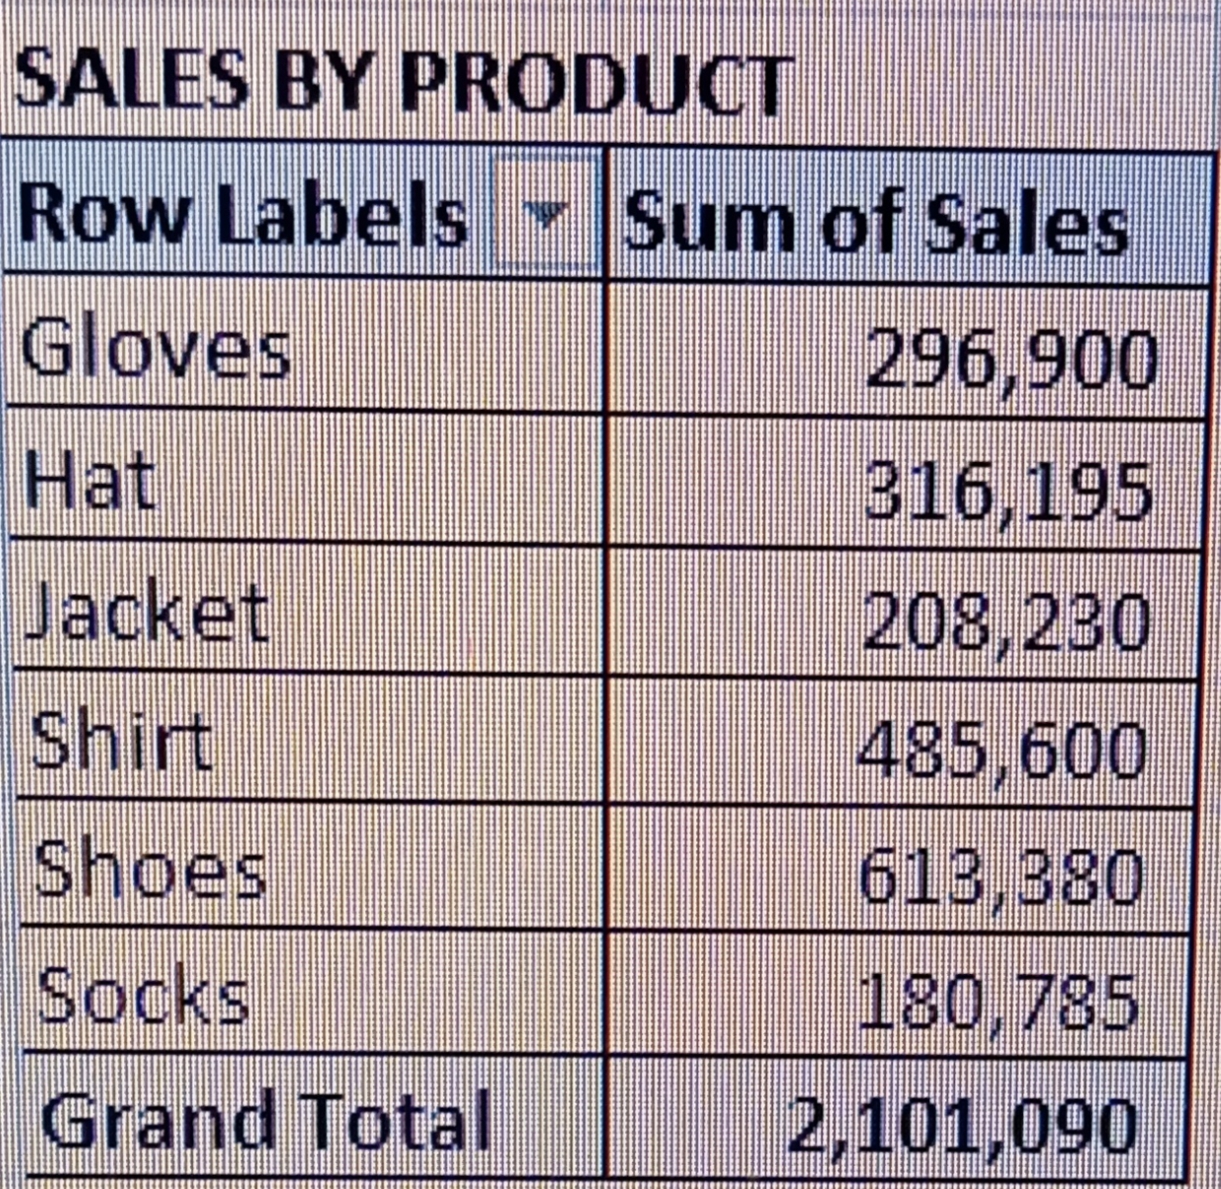 SALES BY PRODUCT
Row Labels Sum of Sales
Gloves 296,900
Hat 316,195
Jacket 208,230
Shirt 485,600
Shoes 613,380
Socks 180,785
Grand Total 2,101,090